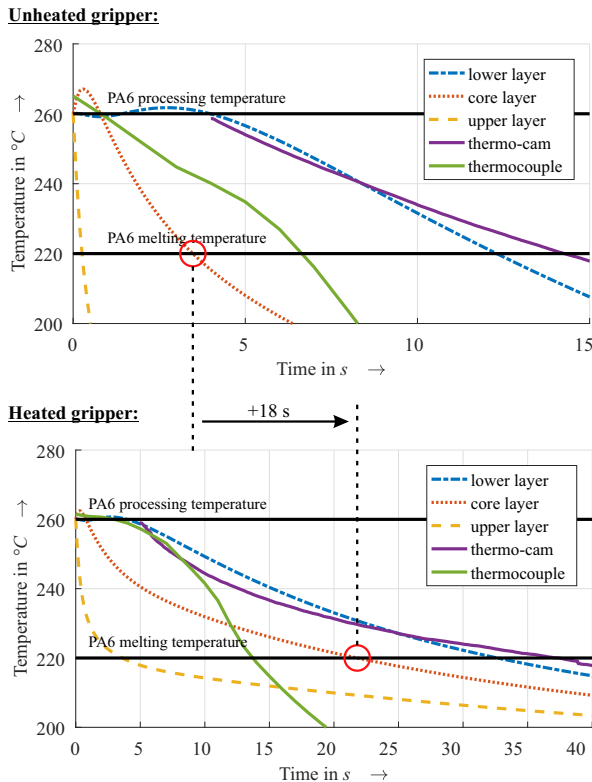 Unheated gripper:
280
260
240
220
200
Temperature in °C →
PA6 processing temperature
PA6 melting temperature
lower layer
core layer
upper layer
thermo-cam
thermocouple
0
5
10
15
Time in s →
+18 s
Heated gripper:
280
260
240
220
200
Temperature in °C →
PA6 processing temperature
PA6 melting temperature
lower layer
core layer
upper layer
thermo-cam
thermocouple
0
5
10
15
20
25
30
35
40
Time in s →